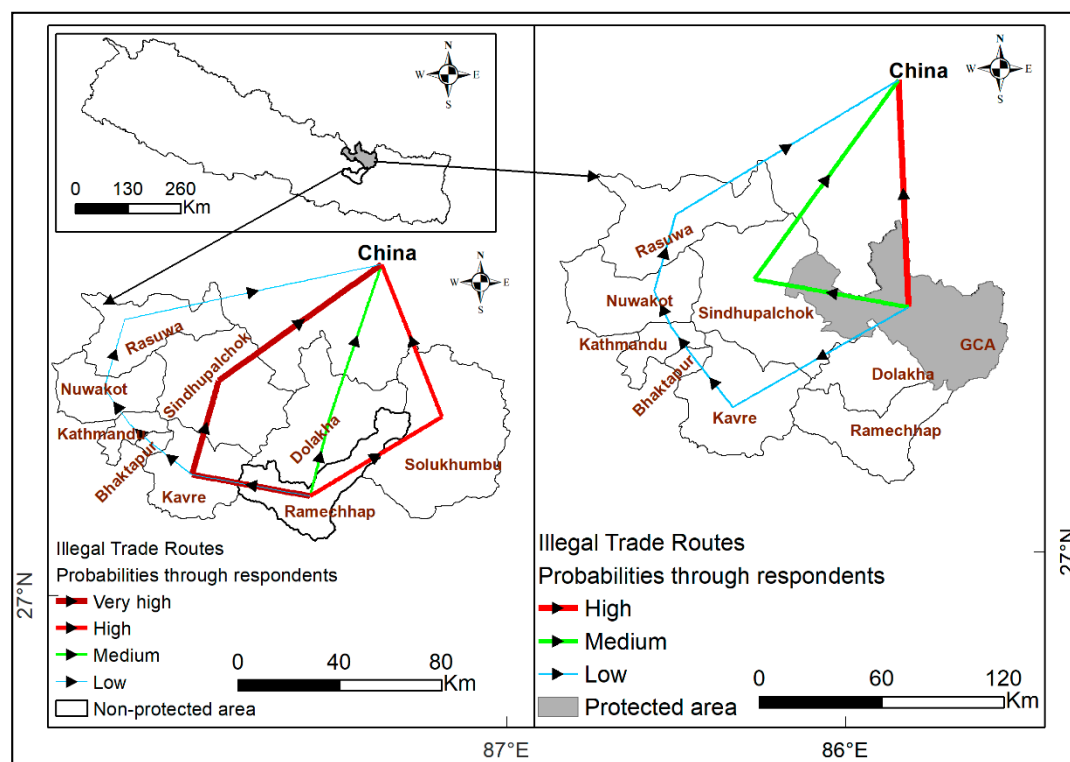 N
W E
S
0 130 260
Km
China
N
W E
S
Rasuwa
Nuwakot
Sindhupalchok
Kathmandu
Bhaktapur
Dolakha
Kavre
Solukhumbu
Ramechhap
Illegal Trade Routes
Probabilities through respondents
Very high
High
Medium
Low
Non-protected area
0 40 80
Km
27°N
87°E
China
N
W E
S
Rasuwa
Nuwakot
Sindhupalchok
Kathmandu
GCA
Bhaktapur
Dolakha
Kavre
Ramechhap
Illegal Trade Routes
Probabilities through respondents
High
Medium
Low
Protected area
0 60 120
Km
27°N
86°E